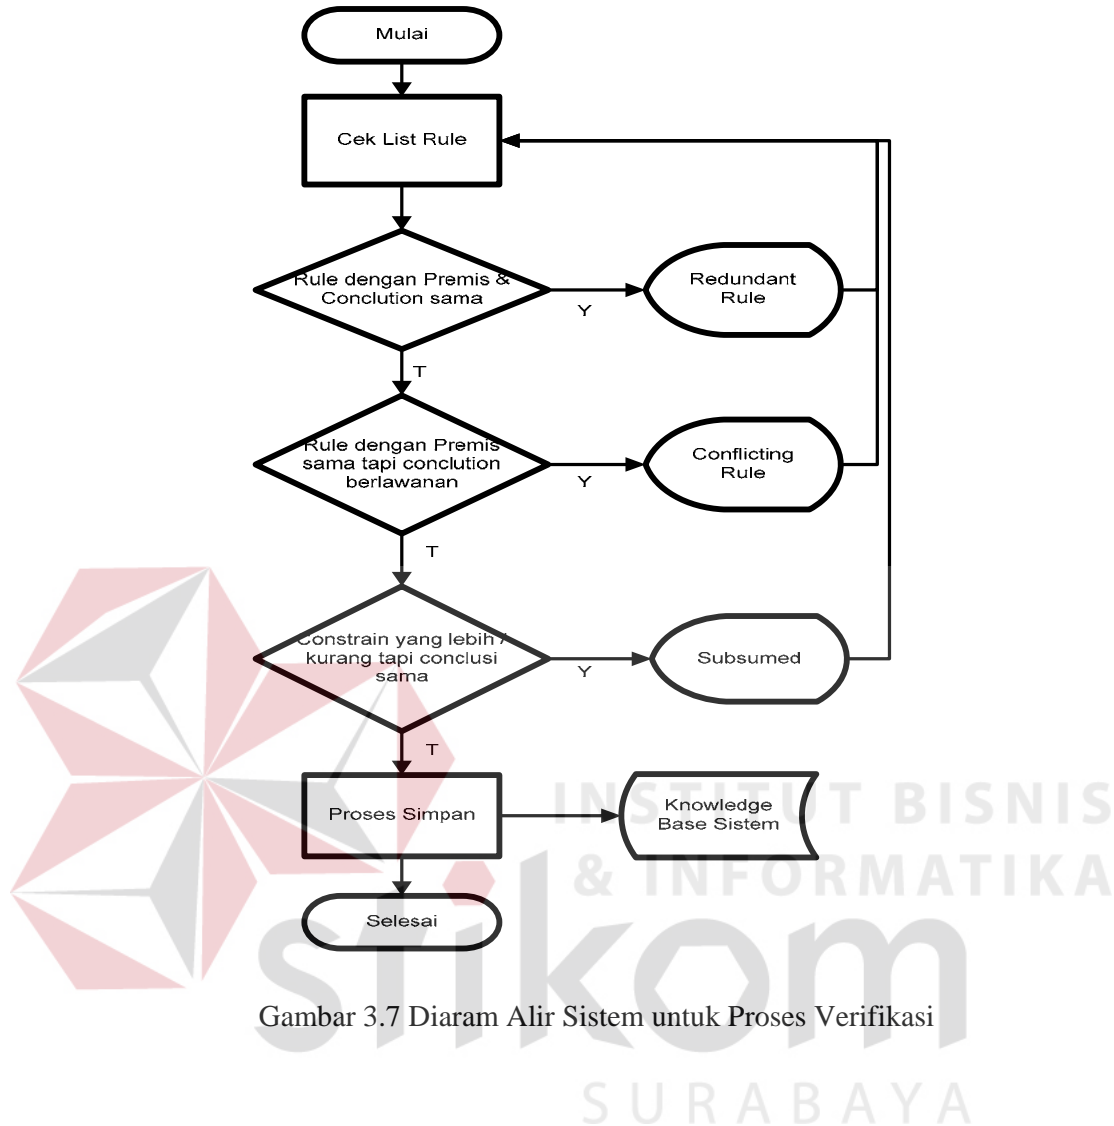 Mulai
Cek List Rule
Rule dengan Premis &
Conclution sama
Y
Redundant
Rule
T
Rule dengan Premis
sama tapi conclution
berlawanan
Y
Conflicting
Rule
T
Constrain yang lebih /
kurang tapi conclusi
sama
Y
Subsumed
T
Proses Simpan
Knowledge
Base Sistem
Selesai
INSTITUT BISNIS
& INFORMATIKA
stikom
SURABAYA
Gambar 3.7 Diaram Alir Sistem untuk Proses Verifikasi